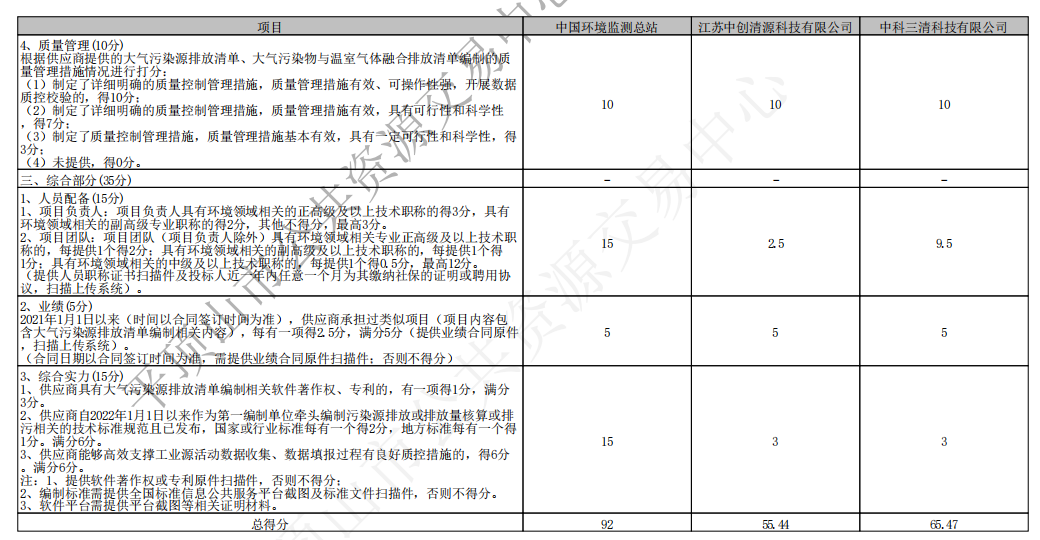 项目 中国环境监测总站 江苏中创清源科技有限公司 中科三清科技有限公司
4、质量管理(10分)
根据供应商提供的大气污染源排放清单、大气污染物与温室气体融合排放清单编制的质
量管理措施情况进行打分：
（1）制定了详细明确的质量控制管理措施，质量管理措施有效、可操作性强，开展数据
质控校验的，得10分；
（2）制定了详细明确的质量控制管理措施，质量管理措施有效，具有可行性和科学性
，得7分；
（3）制定了质量控制管理措施，质量管理措施基本有效，具有一定可行性和科学性，得
3分；
（4）未提供，得0分。
10 10 10
三、综合部分(35分) - - -
1、人员配备(15分)
1、项目负责人：项目负责人具有环境领域相关的正高级及以上技术职称的得3分，具有
环境领域相关的副高级专业职称的得2分，其他不得分，最高3分。
2、项目团队：项目团队（项目负责人除外）具有环境领域相关专业正高级及以上技术职
称的，每提供1个得2分；具有环境领域相关的副高级及以上技术职称的，每提供1个得
1分；具有环境领域相关的中级及以上技术职称的，每提供1个得0.5分，最高12分。
（提供人员职称证书扫描件及投标人近一年内任意一个月为其缴纳社保的证明或聘用协
议，扫描上传系统）。
15 2.5 9.5
2、业绩(5分)
2021年1月1日以来（时间以合同签订时间为准），供应商承担过类似项目（项目内容包
含大气污染源排放清单编制相关内容），每有一项得2.5分，满分5分（提供业绩合同原件
，扫描上传系统）。
（合同日期以合同签订时间为准，需提供业绩合同原件扫描件；否则不得分）
5 5 5
3、综合实力(15分)
1、供应商具有大气污染源排放清单编制相关软件著作权、专利的，有一项得1分，满分
3分。
2、供应商自2022年1月1日以来作为第一编制单位牵头编制污染源排放或排放量核算或排
污相关的技术标准规范且已发布，国家或行业标准每有一个得2分，地方标准每有一个得
1分。满分6分。
3、供应商能够高效支撑工业源活动数据收集、数据填报过程有良好质控措施的，得6分
。满分6分。
注：1、提供软件著作权或专利原件扫描件，否则不得分；
2、编制标准需提供全国标准信息公共服务平台截图及标准文件扫描件，否则不得分。
3、软件平台需提供平台截图等相关证明材料。
15 3 3
总得分 92 55.44 65.47
平顶山市公共资源交易中心
平顶山市公共资源交易中心